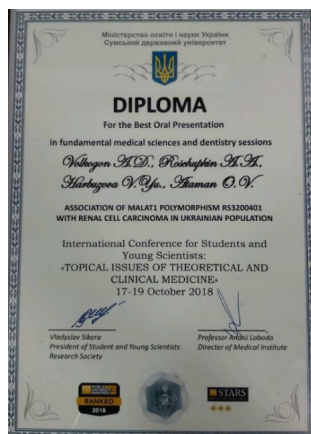 Міністерство освіти і науки України
Сумський державний університет
DIPLOMA
For the Best Oral Presentation
in fundamental medical sciences and dentistry sessions
Volkogon A.D., Roschupkin A.A.,
Harbuzova V.Yu., Ataman O.V.
ASSOCIATION OF MALAT1 POLYMORPHISM RS3200401
WITH RENAL CELL CARCINOMA IN UKRAINIAN POPULATION
International Conference for Students and
Young Scientists:
«TOPICAL ISSUES OF THEORETICAL AND
CLINICAL MEDICINE»
17-19 October 2018
Vladyslav Sikora
President of Student and Young Scientists
Research Society
Professor Andrii Loboda
Director of Medical Institute
RANKED
2018
STARS